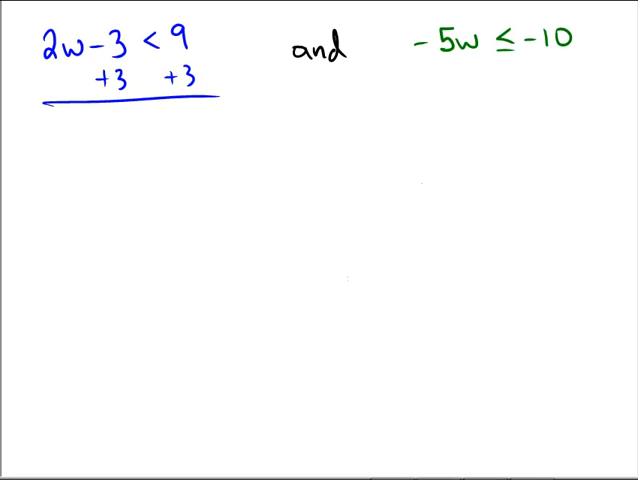 2w - 3 < 9 and - 5w ≤ -10
+3 +3